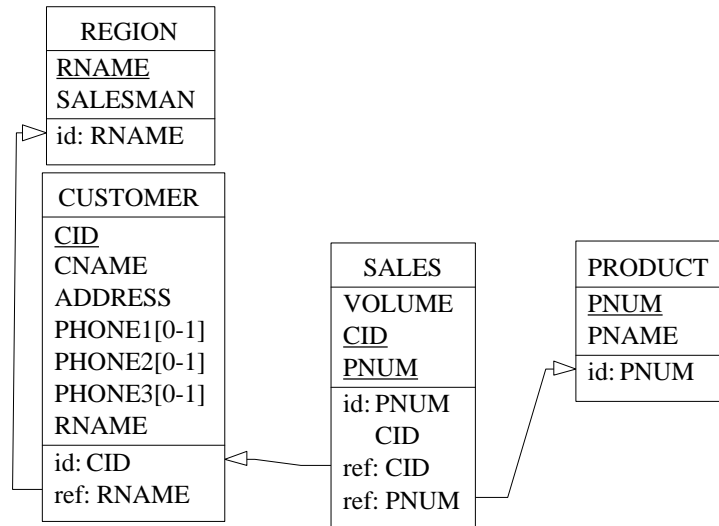 REGION
RNAME
SALESMAN
id: RNAME
CUSTOMER
CID
CNAME
ADDRESS
PHONE1[0-1]
PHONE2[0-1]
PHONE3[0-1]
RNAME
id: CID
ref: RNAME
SALES
VOLUME
CID
PNUM
id: PNUM
CID
ref: CID
ref: PNUM
PRODUCT
PNUM
PNAME
id: PNUM